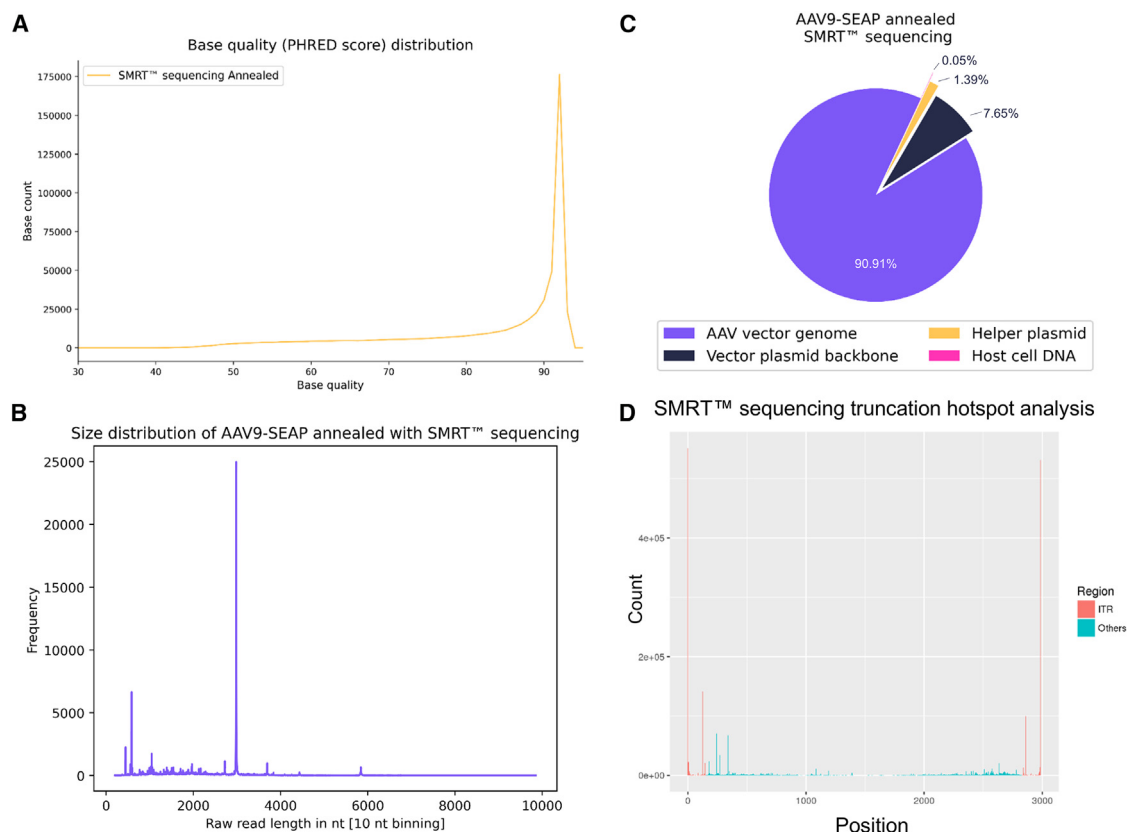 A
Base quality (PHRED score) distribution
SMRT™ sequencing Annealed
175000
150000
125000
100000
75000
50000
25000
0
Base count
30
40
50
60
70
80
90
Base quality
B
Size distribution of AAV9-SEAP annealed with SMRT™ sequencing
25000
20000
15000
10000
5000
0
Frequency
0
2000
4000
6000
8000
10000
Raw read length in nt [10 nt binning]
C
AAV9-SEAP annealed
SMRT™ sequencing
0.05%
1.39%
7.65%
90.91%
AAV vector genome
Helper plasmid
Vector plasmid backbone
Host cell DNA
D
SMRT™ sequencing truncation hotspot analysis
4e+05
2e+05
0e+00
Count
0
1000
2000
3000
Position
Region
ITR
Others